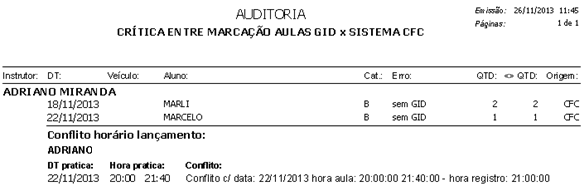 AUDITORIA
Emissão: 26/11/2013 11:45
CRÍTICA ENTRE MARCAÇÃO AULAS GID x SISTEMA CFC
Páginas: 1 de 1
Instrutor: DT: Veículo: Aluno: Cat.: Erro: QTD: <> QTD: Origem:
ADRIANO MIRANDA
18/11/2013 MARLI B sem GID 2 2 CFC
22/11/2013 MARCELO B sem GID 1 1 CFC
Conflito horário lançamento:
ADRIANO
DT pratica: Hora pratica: Conflito:
22/11/2013 20:00 21:40 Conflito c/ data: 22/11/2013 hora aula: 20:00:00 21:40:00 - hora registro: 21:00:00